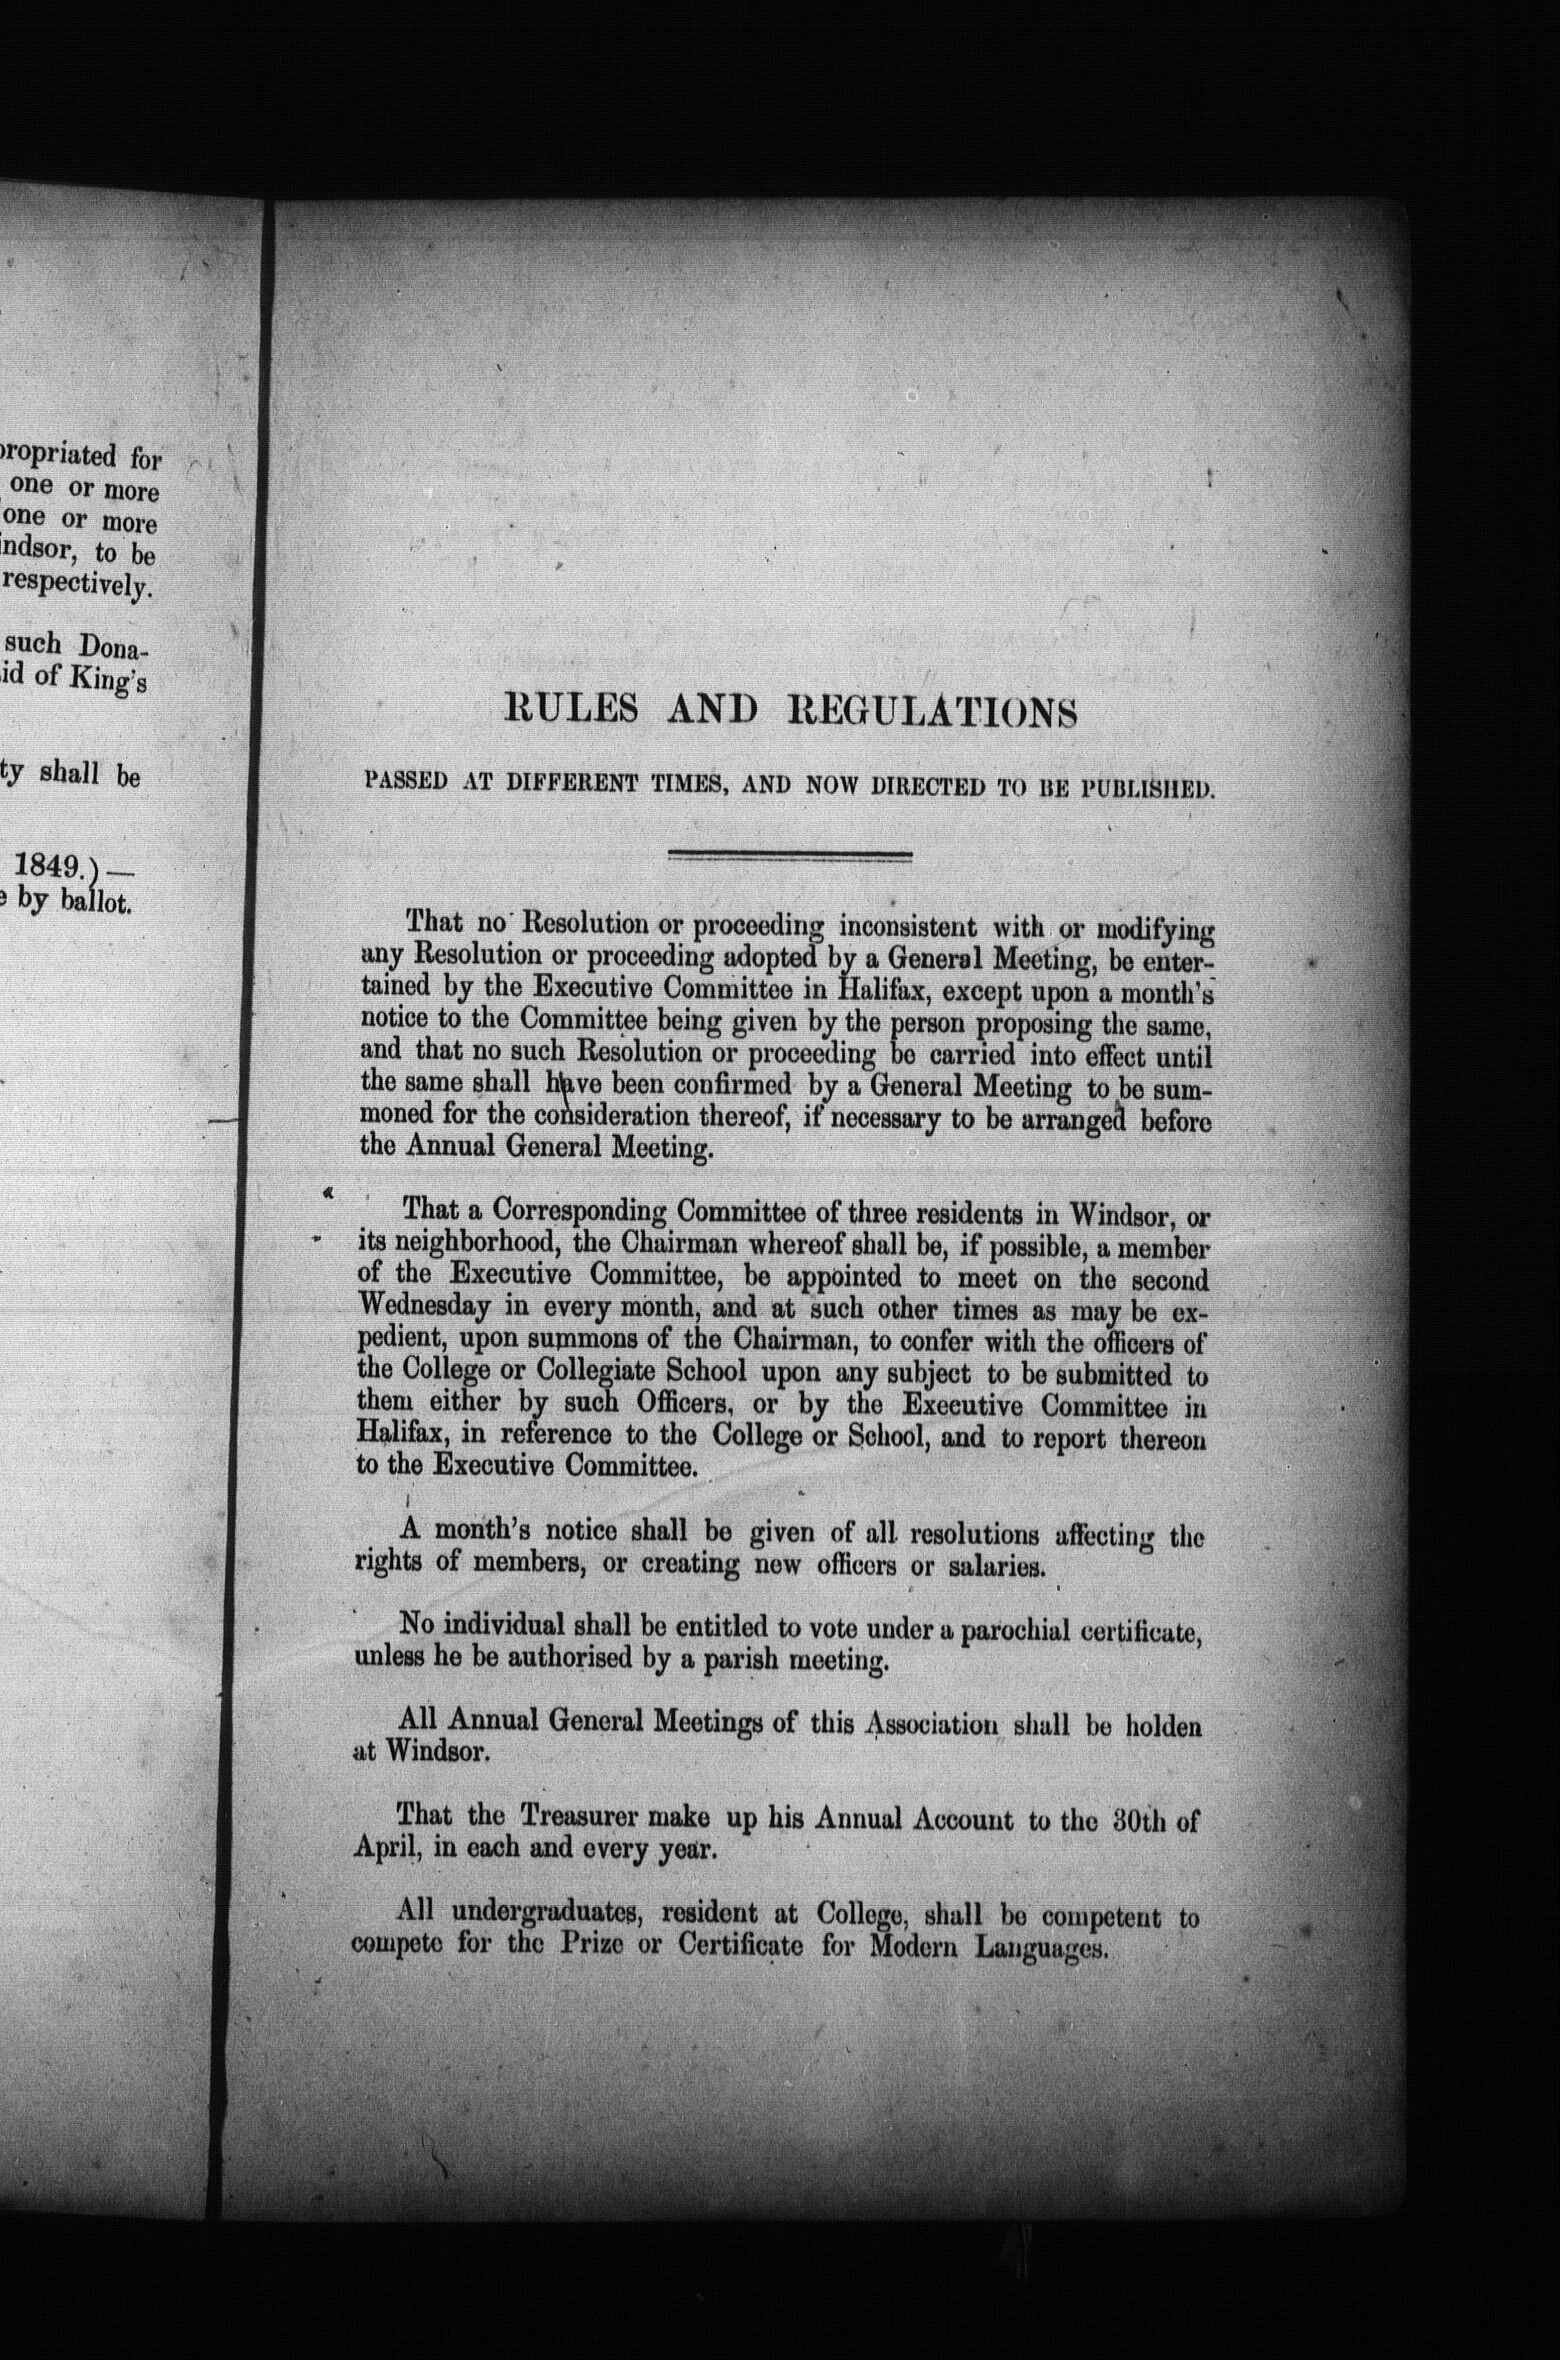 propriated for
one or more
one or more
indsor, to be
respectively.
such Dona-
id of King's
ty shall be
1849.)—
e by ballot.
RULES AND REGULATIONS
PASSED AT DIFFERENT TIMES, AND NOW DIRECTED TO BE PUBLISHED.
That no Resolution or proceeding inconsistent with or modifying
any Resolution or proceeding adopted by a General Meeting, be enter-
tained by the Executive Committee in Halifax, except upon a month's
notice to the Committee being given by the person proposing the same,
and that no such Resolution or proceeding be carried into effect until
the same shall have been confirmed by a General Meeting to be sum-
moned for the consideration thereof, if necessary to be arranged before
the Annual General Meeting.
That a Corresponding Committee of three residents in Windsor, or
its neighborhood, the Chairman whereof shall be, if possible, a member
of the Executive Committee, be appointed to meet on the second
Wednesday in every month, and at such other times as may be ex-
pedient, upon summons of the Chairman, to confer with the officers of
the College or Collegiate School upon any subject to be submitted to
them either by such Officers, or by the Executive Committee in
Halifax, in reference to the College or School, and to report thereon
to the Executive Committee.
A month's notice shall be given of all resolutions affecting the
rights of members, or creating new officers or salaries.
No individual shall be entitled to vote under a parochial certificate,
unless he be authorised by a parish meeting.
All Annual General Meetings of this Association shall be holden
at Windsor.
That the Treasurer make up his Annual Account to the 30th of
April, in each and every year.
All undergraduates, resident at College, shall be competent to
compete for the Prize or Certificate for Modern Languages.